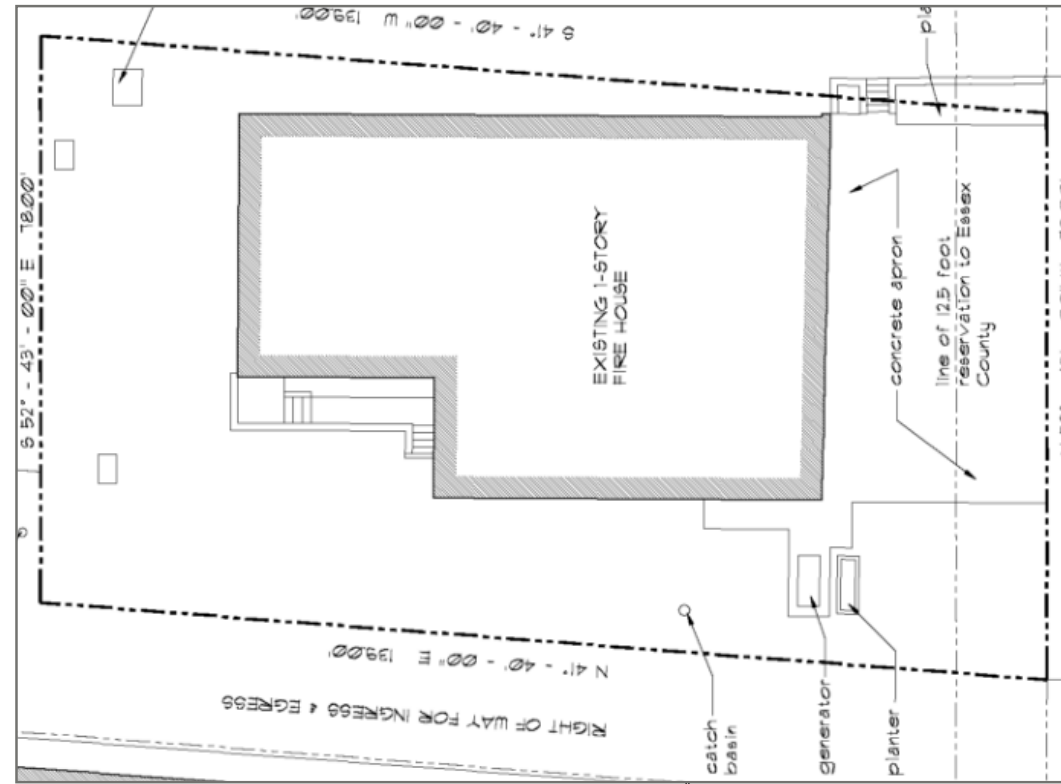 S 41° - 40' - 00" W 139.00'
S 52° - 43' - 00" E 78.00'
EXISTING 1-STORY
FIRE HOUSE
concrete apron
line of 12.5 foot
reservation to Essex
County
N 41° - 40' - 00" E 139.00'
RIGHT OF WAY FOR INGRESS & EGRESS
catch
basin
generator
planter